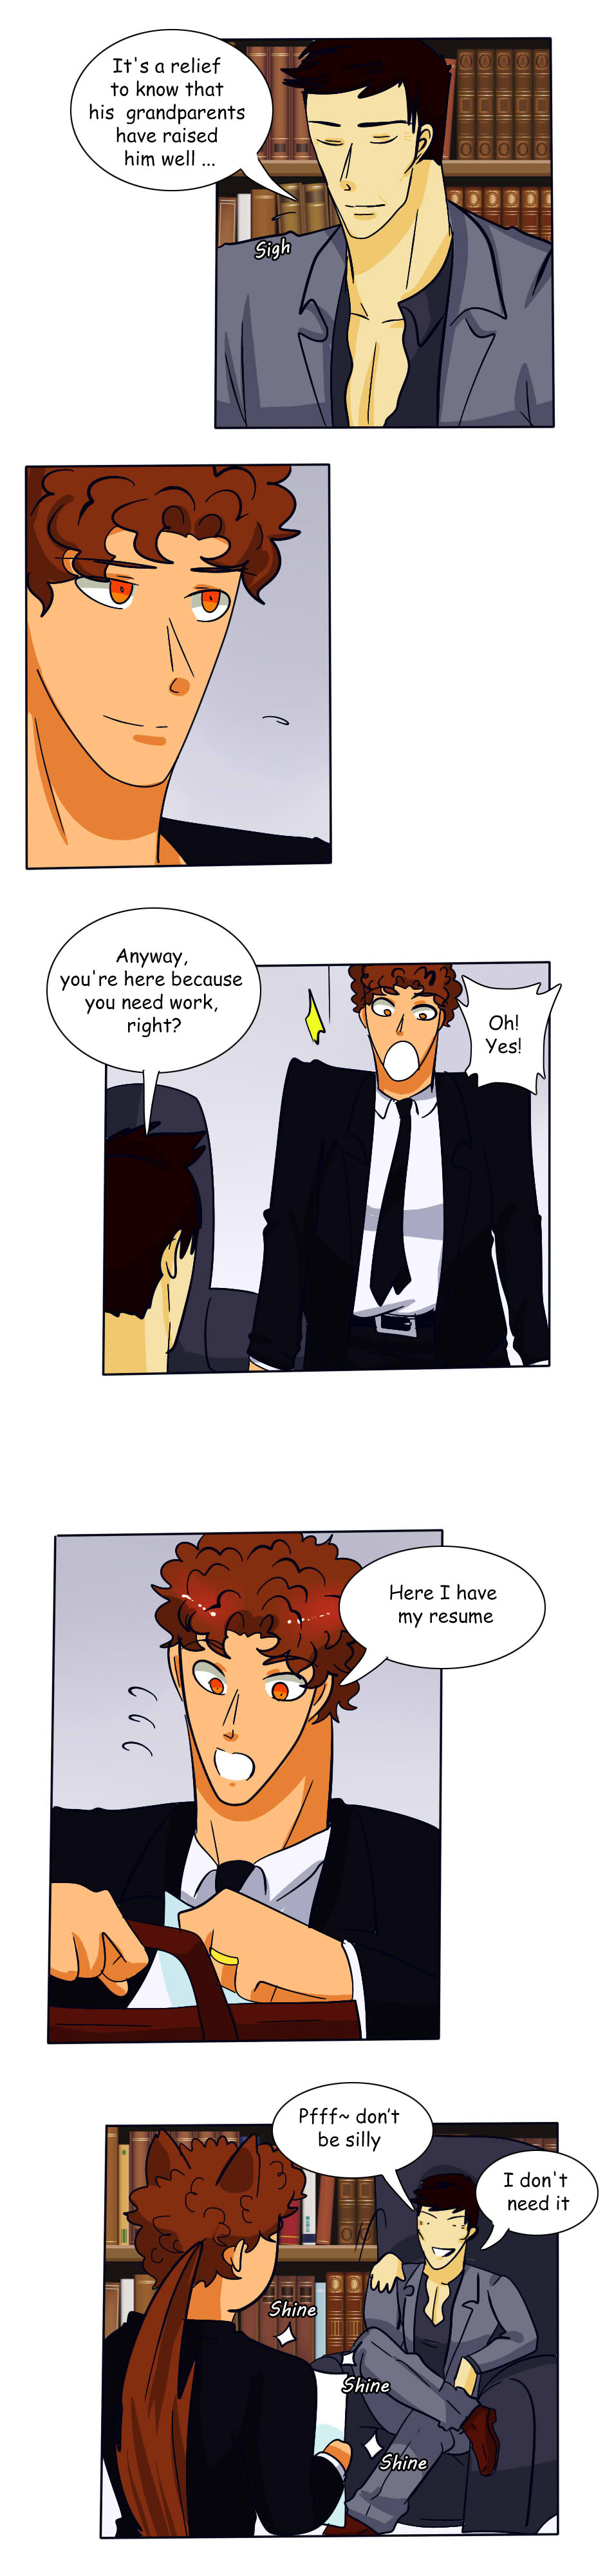 It's a relief
to know that
his grandparents
have raised
him well ...
Sigh
Anyway,
you're here because
you need work,
right?
Oh!
Yes!
Here I have
my resume
Pfff~ don't
be silly
I don't
need it
Shine
Shine
Shine